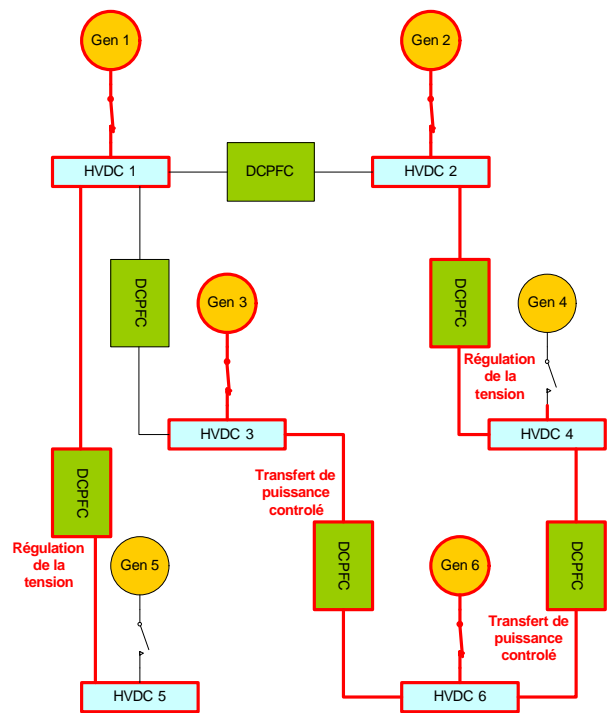 Gen 1
Gen 2
HVDC 1
DCPFC
HVDC 2
DCPFC
Gen 3
DCPFC
Gen 4
Régulation
de la
tension
HVDC 3
HVDC 4
Transfert de
puissance
controlé
DCPFC
Régulation
de la
tension
Gen 5
DCPFC
Gen 6
DCPFC
Transfert de
puissance
controlé
HVDC 5
HVDC 6